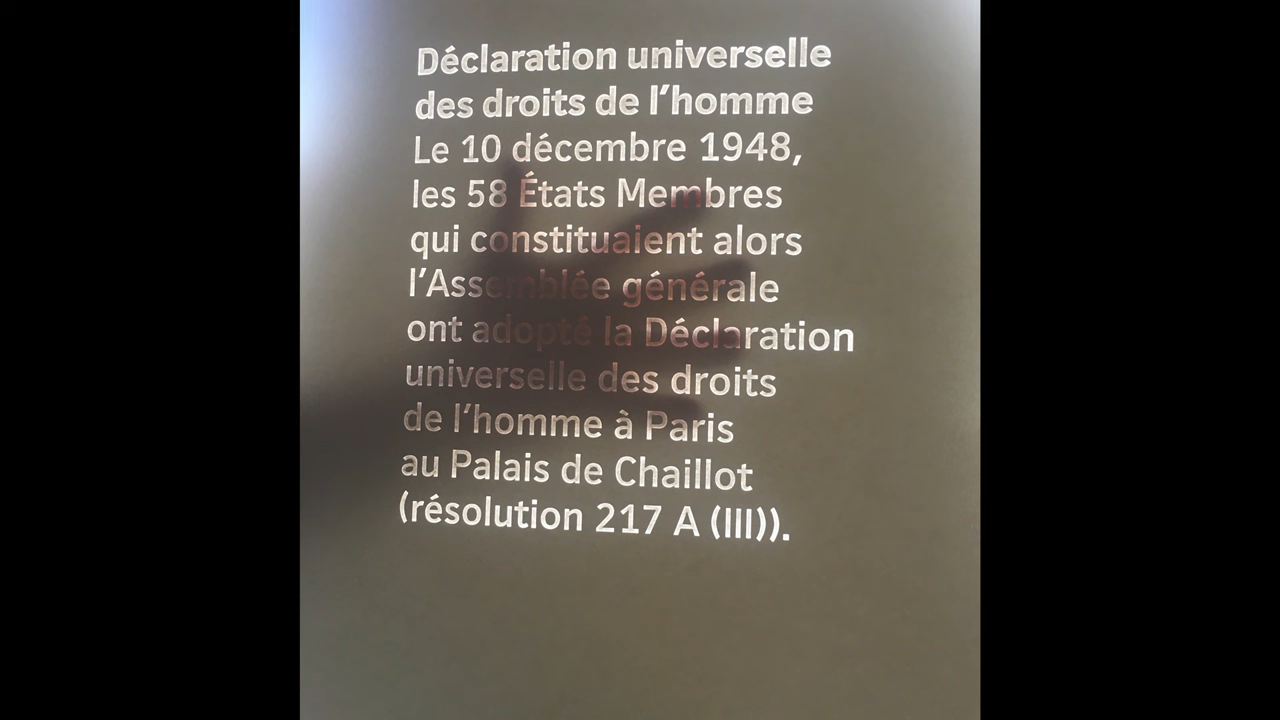 Déclaration universelle
des droits de l'homme
Le 10 décembre 1948,
les 58 États Membres
qui constituaient alors
l'Assemblée générale
ont adopté la Déclaration
universelle des droits
de l'homme à Paris
au Palais de Chaillot
(résolution 217 A (III)).